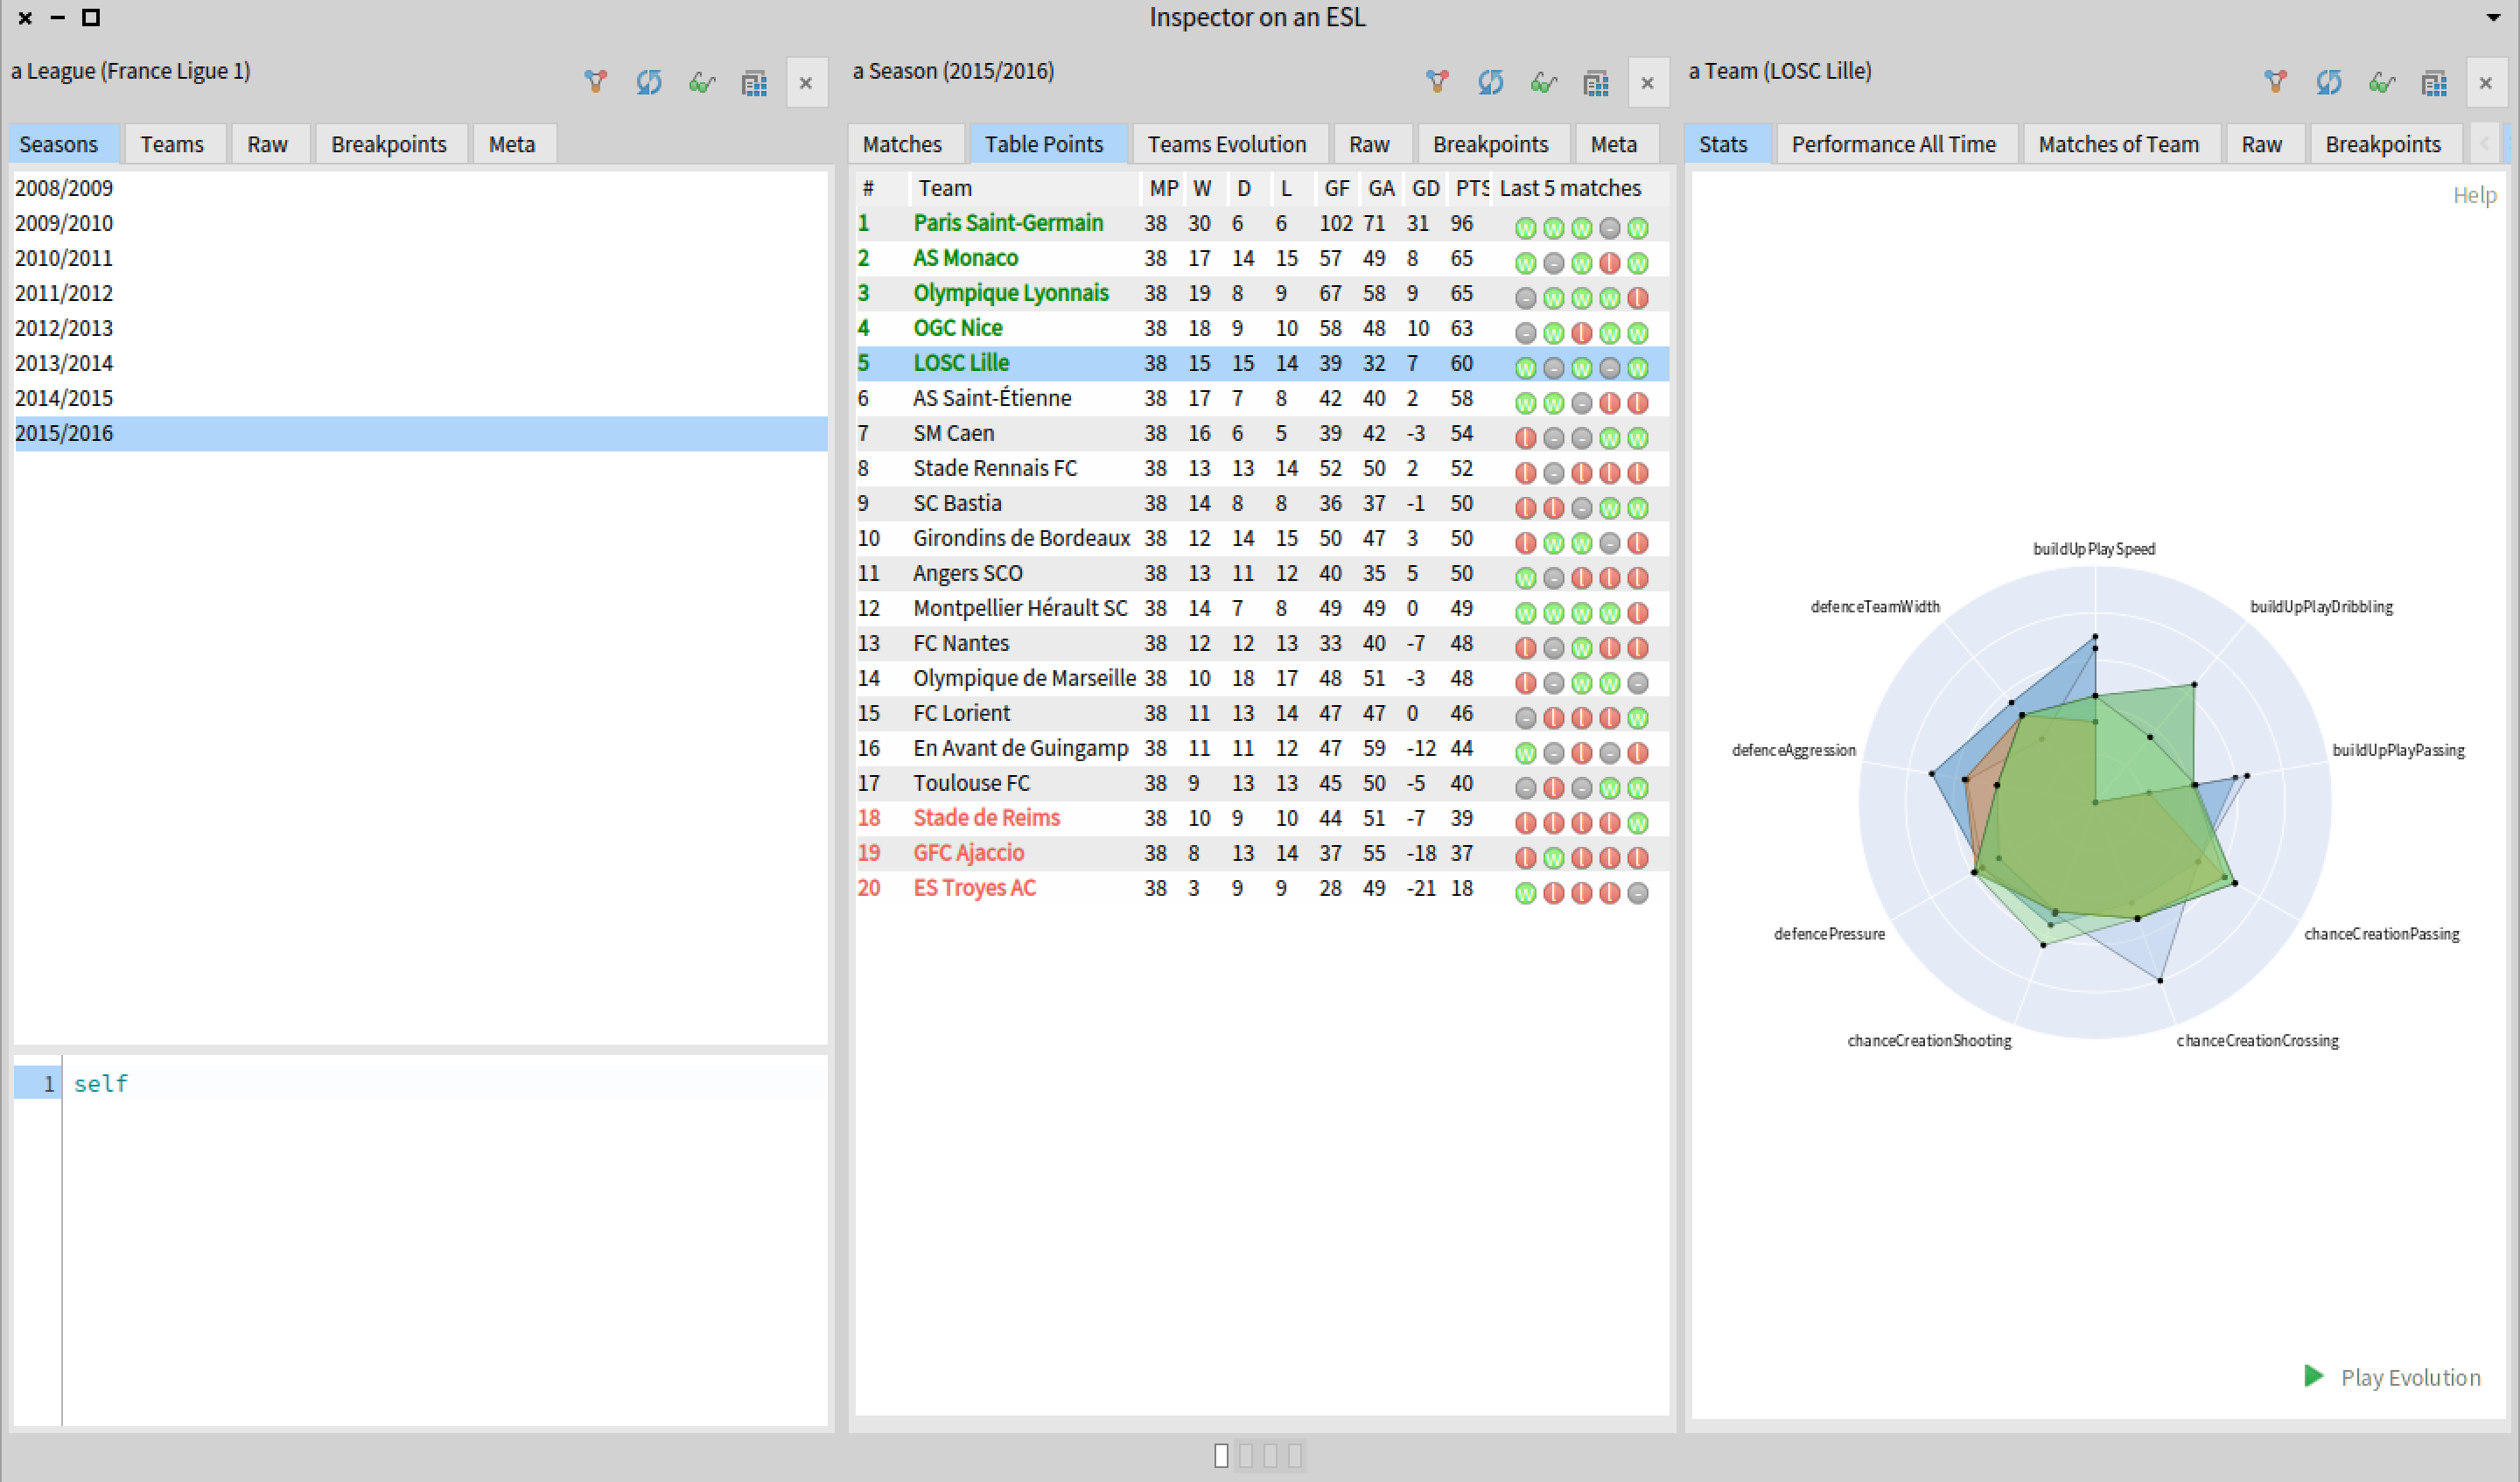 Inspector on an ESL
a League (France Ligue 1)
Seasons Teams Raw Breakpoints Meta
2008/2009
2009/2010
2010/2011
2011/2012
2012/2013
2013/2014
2014/2015
2015/2016
1 self
a Season (2015/2016)
Matches Table Points Teams Evolution Raw Breakpoints Meta
# Team MP W D L GF GA GD PTS Last 5 matches
1 Paris Saint-Germain 38 30 6 6 102 71 31 96 W W W - W
2 AS Monaco 38 17 14 15 57 49 8 65 W - W L W
3 Olympique Lyonnais 38 19 8 9 67 58 9 65 - W W W L
4 OGC Nice 38 18 9 10 58 48 10 63 - W L W W
5 LOSC Lille 38 15 15 14 39 32 7 60 W - W - W
6 AS Saint-Étienne 38 17 7 8 42 40 2 58 W W - L L
7 SM Caen 38 16 6 5 39 42 -3 54 L - - W W
8 Stade Rennais FC 38 13 13 14 52 50 2 52 L - L L L
9 SC Bastia 38 14 8 8 36 37 -1 50 L L - W W
10 Girondins de Bordeaux 38 12 14 15 50 47 3 50 L W W - L
11 Angers SCO 38 13 11 12 40 35 5 50 W - L L L
12 Montpellier Hérault SC 38 14 7 8 49 49 0 49 W W W W L
13 FC Nantes 38 12 12 13 33 40 -7 48 L - W L L
14 Olympique de Marseille 38 10 18 17 48 51 -3 48 L - W W -
15 FC Lorient 38 11 13 14 47 47 0 46 - L L L W
16 En Avant de Guingamp 38 11 11 12 47 59 -12 44 W - L - L
17 Toulouse FC 38 9 13 13 45 50 -5 40 - L - W W
18 Stade de Reims 38 10 9 10 44 51 -7 39 L L L L W
19 GFC Ajaccio 38 8 13 14 37 55 -18 37 L W L L L
20 ES Troyes AC 38 3 9 9 28 49 -21 18 W L L L -
a Team (LOSC Lille)
Stats Performance All Time Matches of Team Raw Breakpoints
Help
buildUpPlaySpeed
defenceTeamWidth
buildUpPlayDribbling
defenceAggression
buildUpPlayPassing
defencePressure
chanceCreationPassing
chanceCreationShooting
chanceCreationCrossing
Play Evolution